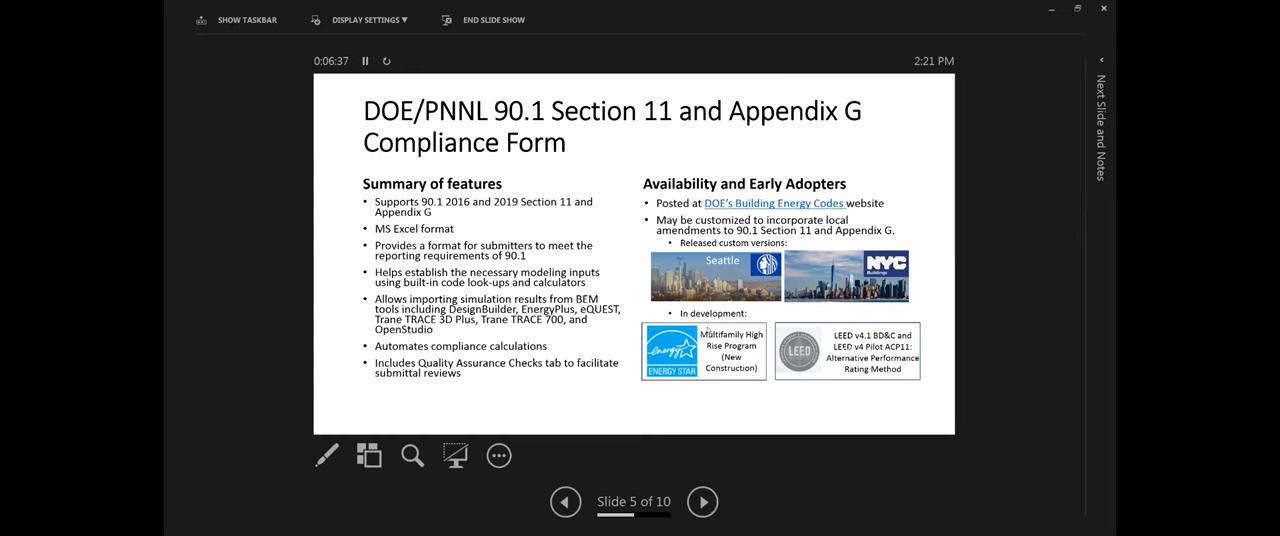 SHOW TASKBAR
DISPLAY SETTINGS ▼
END SLIDE SHOW
0:06:37
2:21 PM
DOE/PNNL 90.1 Section 11 and Appendix G
Compliance Form
Summary of features
• Supports 90.1 2016 and 2019 Section 11 and
Appendix G
• MS Excel format
• Provides a format for submitters to meet the
reporting requirements of 90.1
• Helps establish the necessary modeling inputs
using built-in code look-ups and calculators
• Allows importing simulation results from BEM
tools including DesignBuilder, EnergyPlus, eQUEST,
Trane TRACE 3D Plus, Trane TRACE 700, and
OpenStudio
• Automates compliance calculations
• Includes Quality Assurance Checks tab to facilitate
submittal reviews
Availability and Early Adopters
• Posted at DOE's Building Energy Codes website
• May be customized to incorporate local
amendments to 90.1 Section 11 and Appendix G.
• Released custom versions:
Seattle
NYC
Buildings
• In development:
energy
ENERGY STAR
Multifamily High
Rise Program
(New
Construction)
LEED
LEED v4.1 BD&C and
LEED v4 Pilot ACP11:
Alternative Performance
Rating Method
Slide 5 of 10
Next Slide and Notes